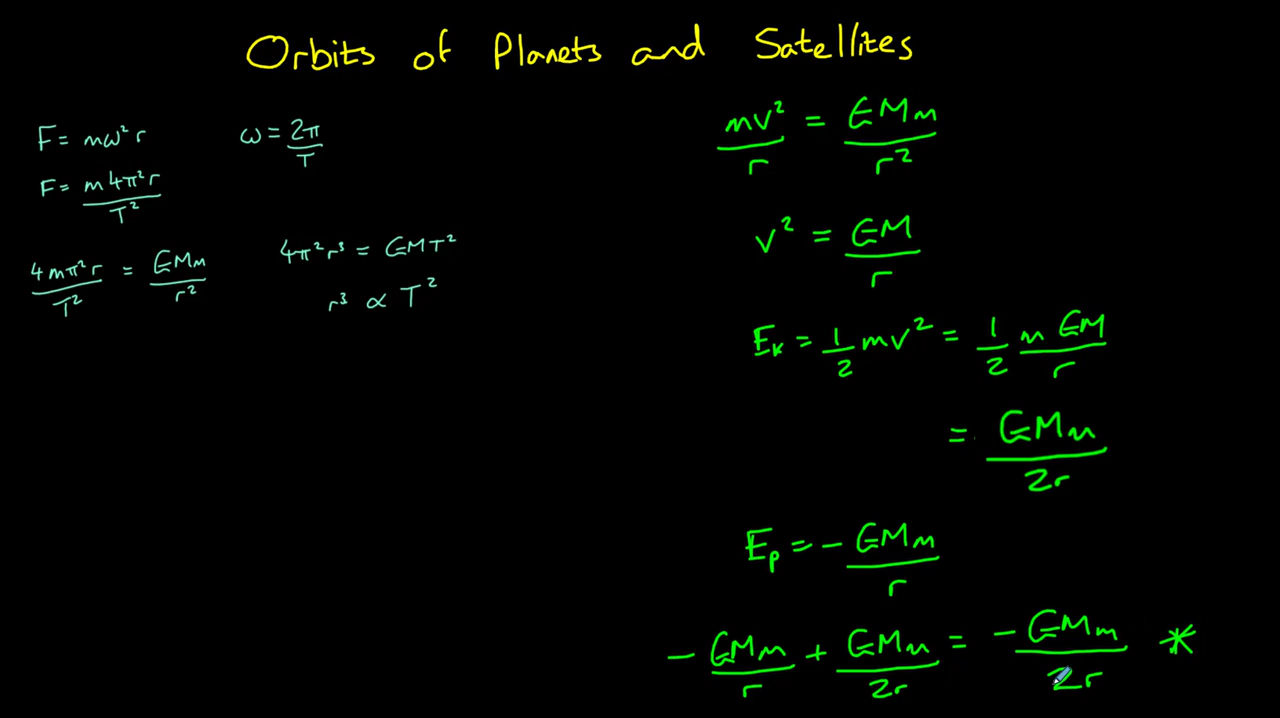 Orbits of Planets and Satellites
F = mω²r
ω = 2π/T
F = m4π²r/T²
4mπ²r/T² = GMm/r²
4π²r³ = GMT²
r³ ∝ T²
mv²/r = GMm/r²
v² = GM/r
Eₖ = 1/2 mv² = 1/2 m GM/r
= GMm/2r
Eₚ = - GMm/r
- GMm/r + GMm/2r = - GMm/2r *